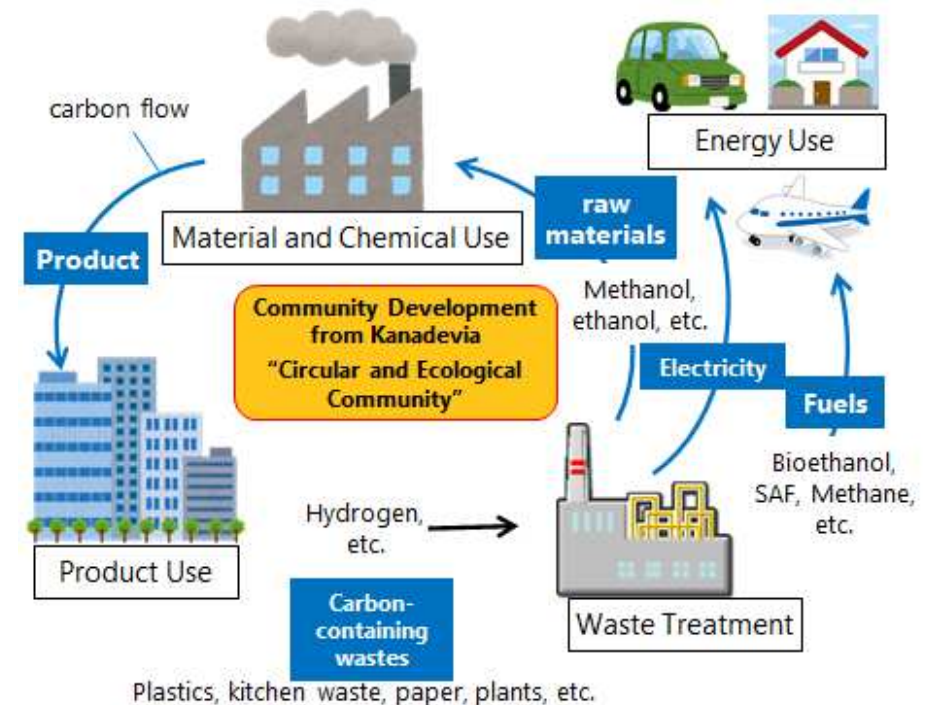 carbon flow
Energy Use
raw
materials
Material and Chemical Use
Product
Methanol,
ethanol, etc.
Community Development
from Kanadevia
“Circular and Ecological
Community”
Electricity
Fuels
Bioethanol,
SAF, Methane,
etc.
Hydrogen,
etc.
Product Use
Carbon-
containing
wastes
Waste Treatment
Plastics, kitchen waste, paper, plants, etc.